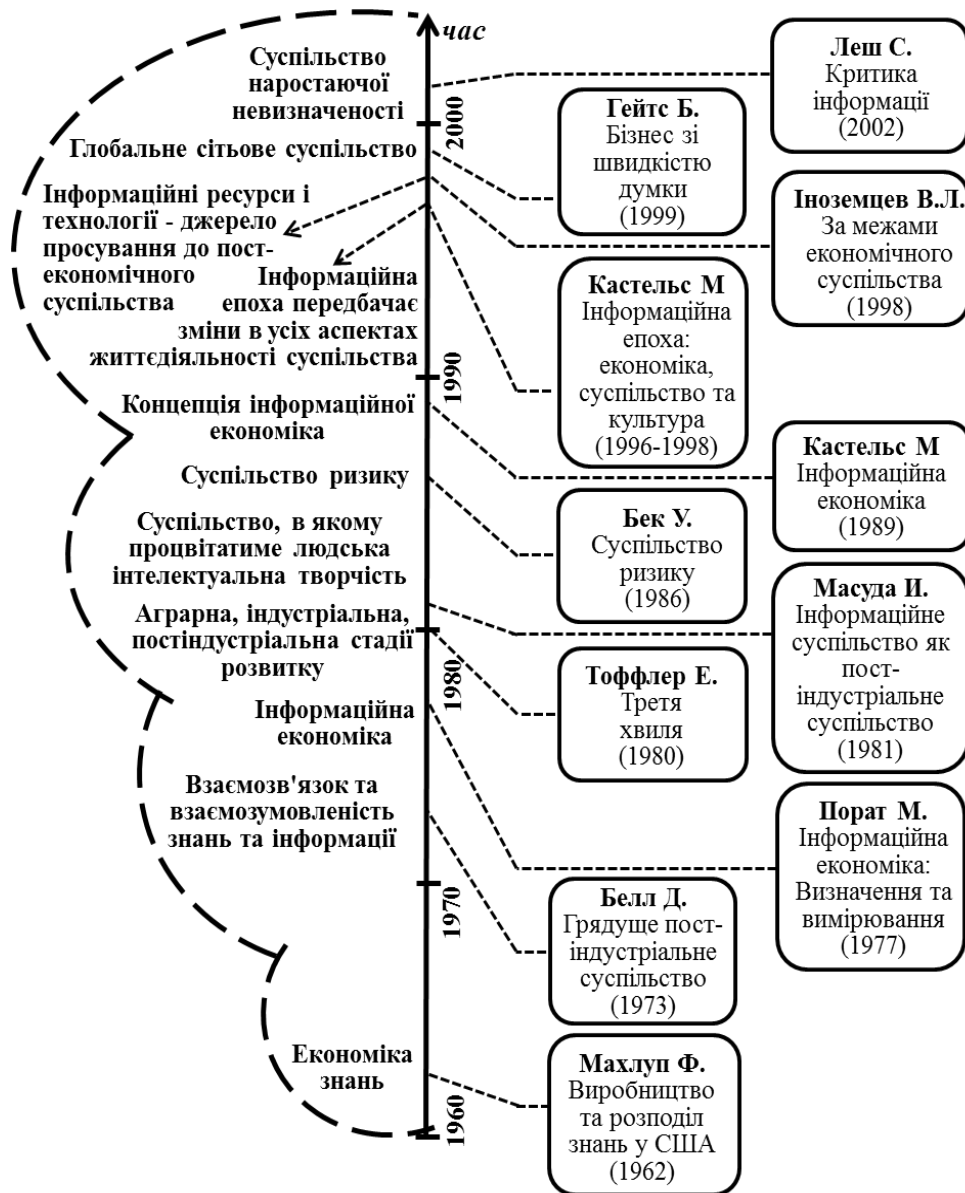 час
Суспільство
наростаючої
невизначеності
2000
Глобальне сітьове суспільство
Інформаційні ресурси і
технології - джерело
просування до пост-
економічного
суспільства
Інформаційна
епоха передбачає
зміни в усіх аспектах
життєдіяльності суспільства
1990
Концепція інформаційної
економіка
Суспільство ризику
Суспільство, в якому
процвітатиме людська
інтелектуальна творчість
Аграрна, індустріальна,
постіндустріальна стадії
розвитку
1980
Інформаційна
економіка
Взаємозв'язок та
взаємозумовленість
знань та інформації
1970
Економіка
знань
1960
Леш С.
Критика
інформації
(2002)
Гейтс Б.
Бізнес зі
швидкістю
думки
(1999)
Іноземцев В.Л.
За межами
економічного
суспільства
(1998)
Кастельс М
Інформаційна
епоха:
економіка,
суспільство та
культура
(1996-1998)
Кастельс М
Інформаційна
економіка
(1989)
Бек У.
Суспільство
ризику
(1986)
Масуда И.
Інформаційне
суспільство як
пост-
індустріальне
суспільство
(1981)
Тоффлер Е.
Третя
хвиля
(1980)
Порат М.
Інформаційна
економіка:
Визначення та
вимірювання
(1977)
Белл Д.
Грядуще пост-
індустріальне
суспільство
(1973)
Махлуп Ф.
Виробництво
та розподіл
знань у США
(1962)